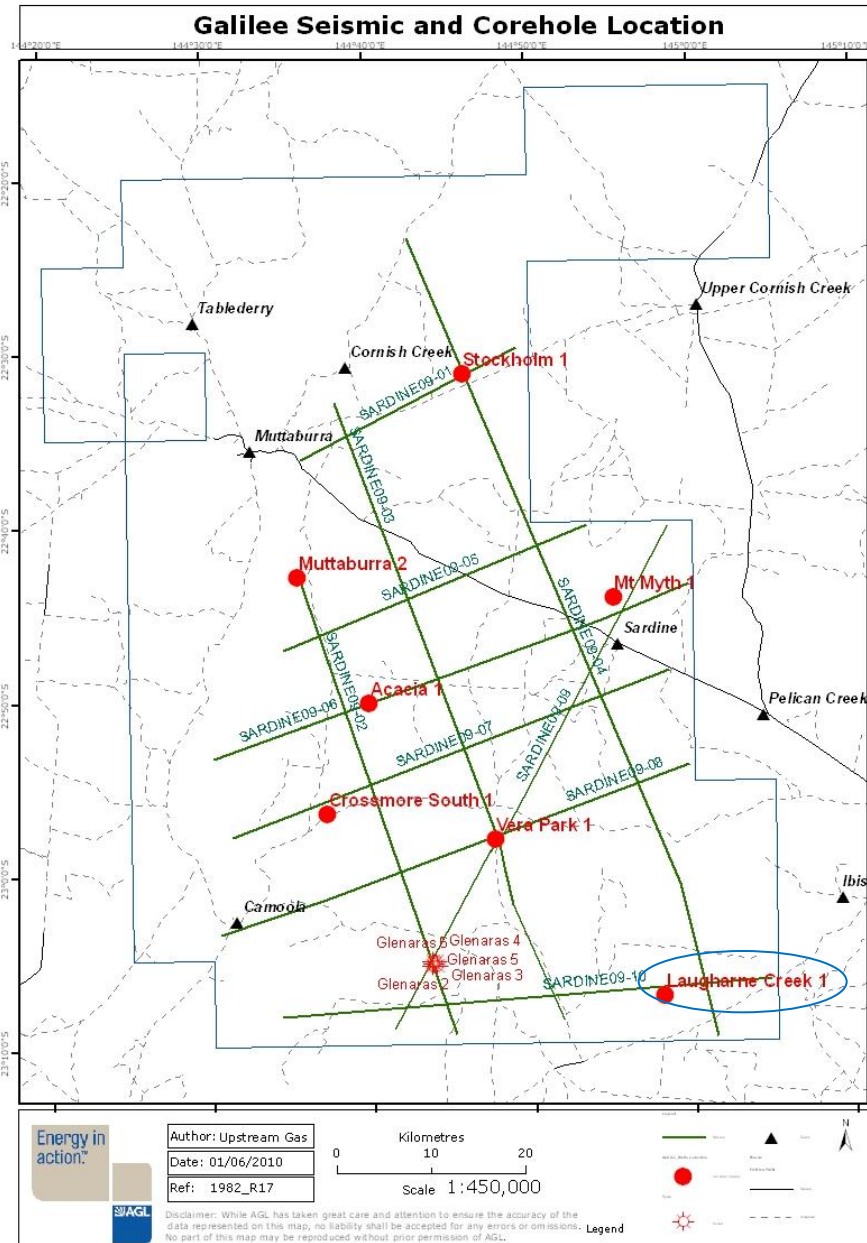 Galilee Seismic and Corehole Location
144°20'0"E 144°30'0"E 144°40'0"E 144°50'0"E 145°0'0"E 145°10'0"E
22°20'0"S
Upper Cornish Creek
Tablederry
22°30'0"S
Cornish Creek
Stockholm 1
SARDINE09-01
Muttaburra
SARDINE09-03
22°40'0"S
Muttaburra 2
SARDINE09-05
Mt Myth 1
Sardine
SARDINE09-04
SARDINE09-02
Acacia 1
22°50'0"S
Pelican Creek
SARDINE09-06
SARDINE09-07
SARDINE09-09
SARDINE09-08
Crossmore South 1
Vera Park 1
23°0'0"S
Ibis
Camoola
Glenaras 4
Glenaras 5
Glenaras 3
Glenaras 2
SARDINE09-10
Laugharne Creek 1
23°10'0"S
Energy in
action.™
AGL
Author: Upstream Gas
Date: 01/06/2010
Ref: 1982_R17
Kilometres
0 10 20
Scale 1:450,000
Disclaimer: While AGL has taken great care and attention to ensure the accuracy of the
data represented on this map, no liability shall be accepted for any errors or omissions.
No part of this map may be reproduced without prior permission of AGL.
Legend
N